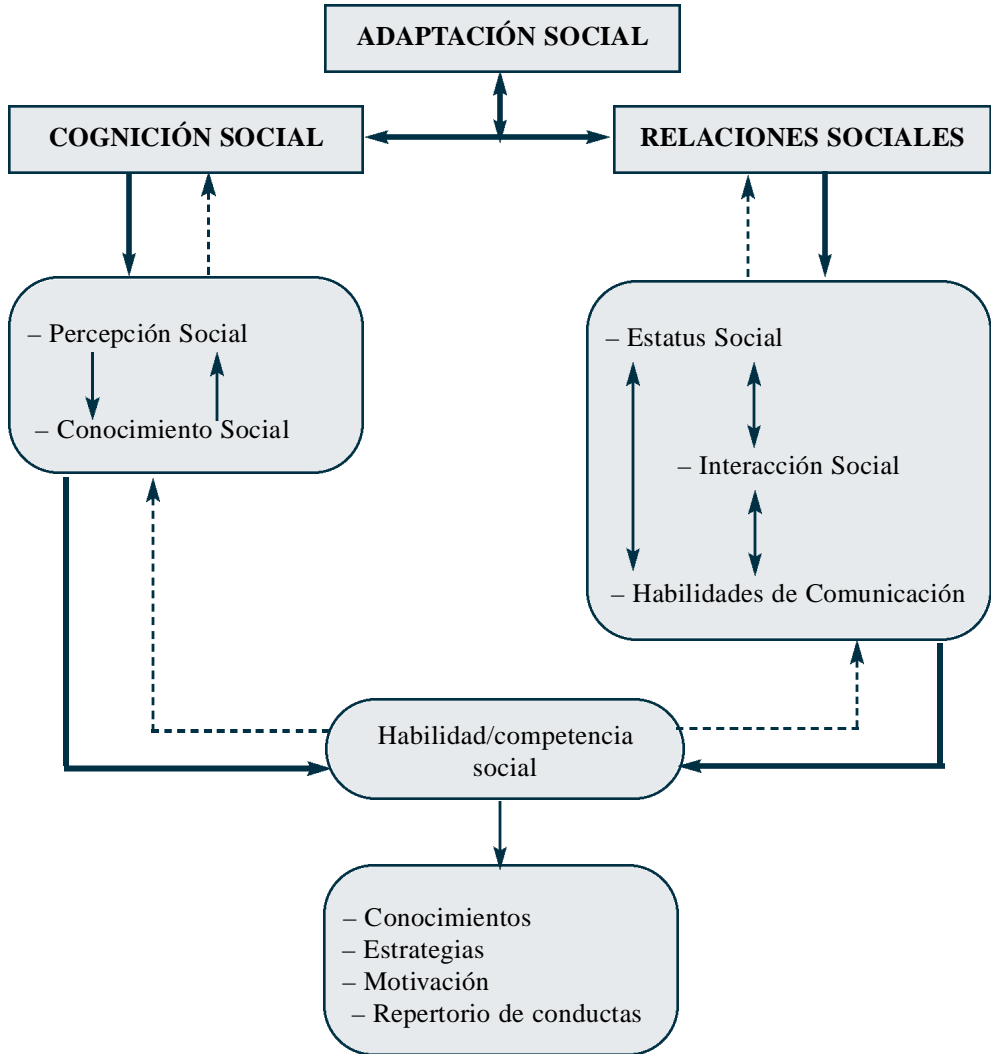 ADAPTACIÓN SOCIAL
COGNICIÓN SOCIAL
RELACIONES SOCIALES
– Percepción Social
– Conocimiento Social
– Estatus Social
– Interacción Social
– Habilidades de Comunicación
Habilidad/competencia
social
– Conocimientos
– Estrategias
– Motivación
– Repertorio de conductas